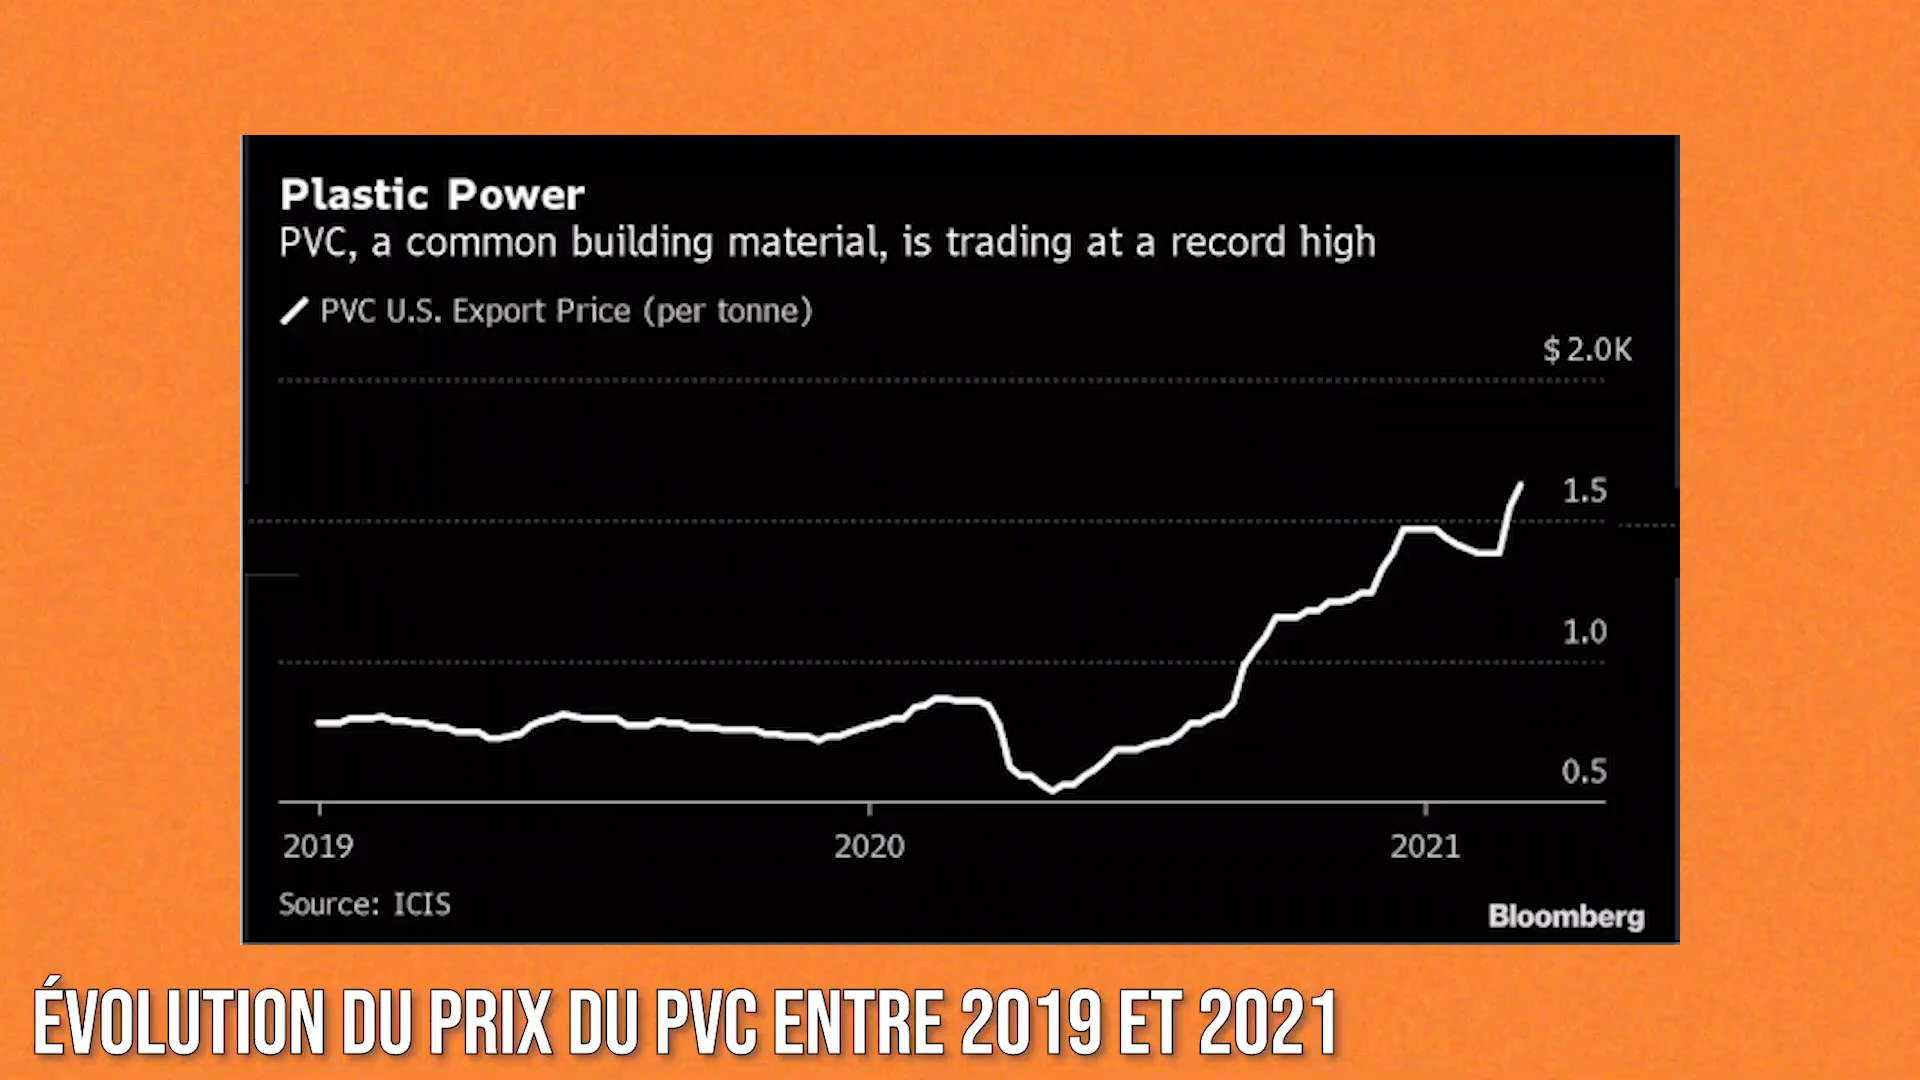 Plastic Power
PVC, a common building material, is trading at a record high
PVC U.S. Export Price (per tonne)
$2.0K
1.5
1.0
0.5
2019 2020 2021
Source: ICIS
Bloomberg
ÉVOLUTION DU PRIX DU PVC ENTRE 2019 ET 2021